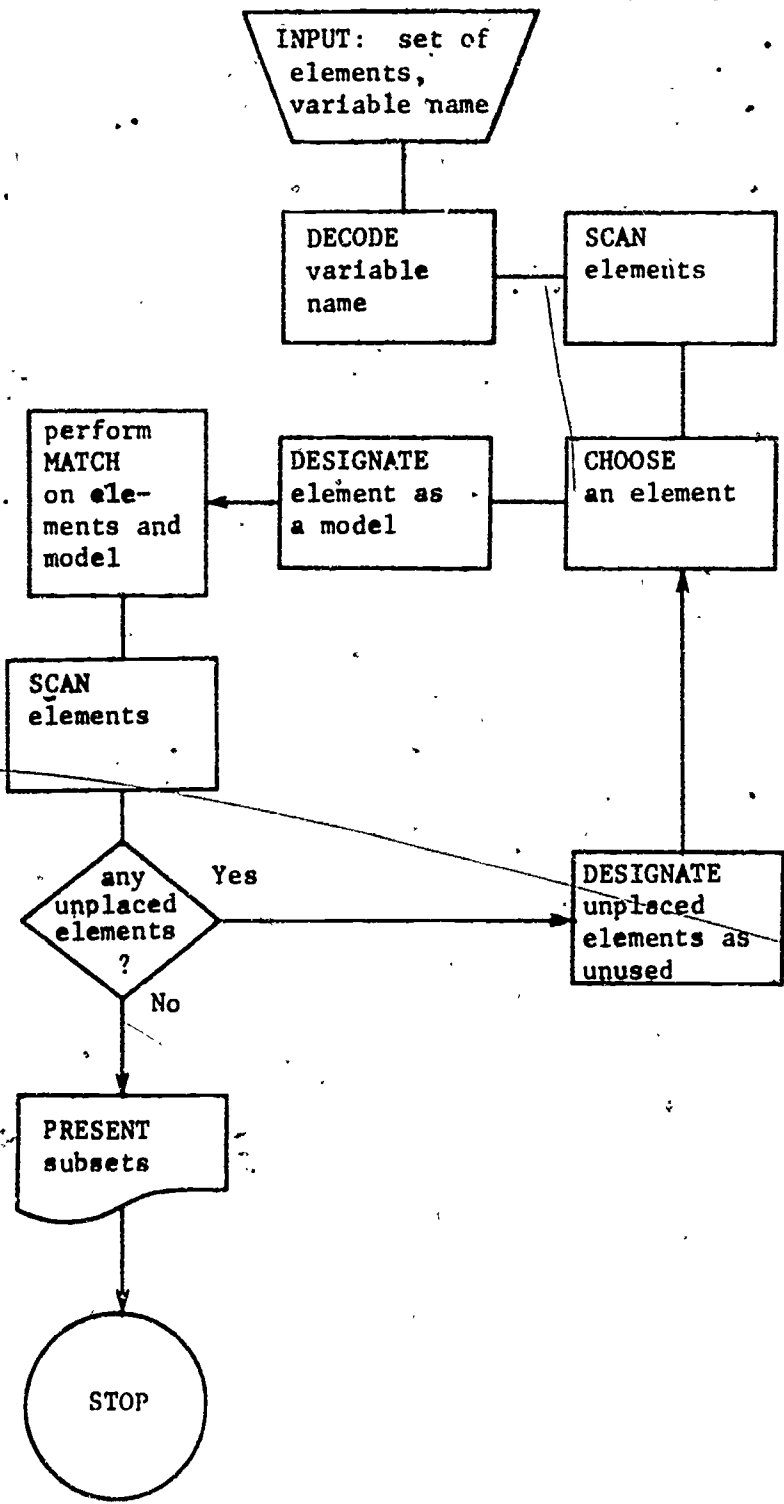 INPUT: set of
elements,
variable name
DECODE
variable
name
SCAN
elements
perform
MATCH
on ele-
ments and
model
DESIGNATE
element as
a model
CHOOSE
an element
SCAN
elements
any
unplaced
elements
?
Yes
No
DESIGNATE
unplaced
elements as
unused
PRESENT
subsets
STOP